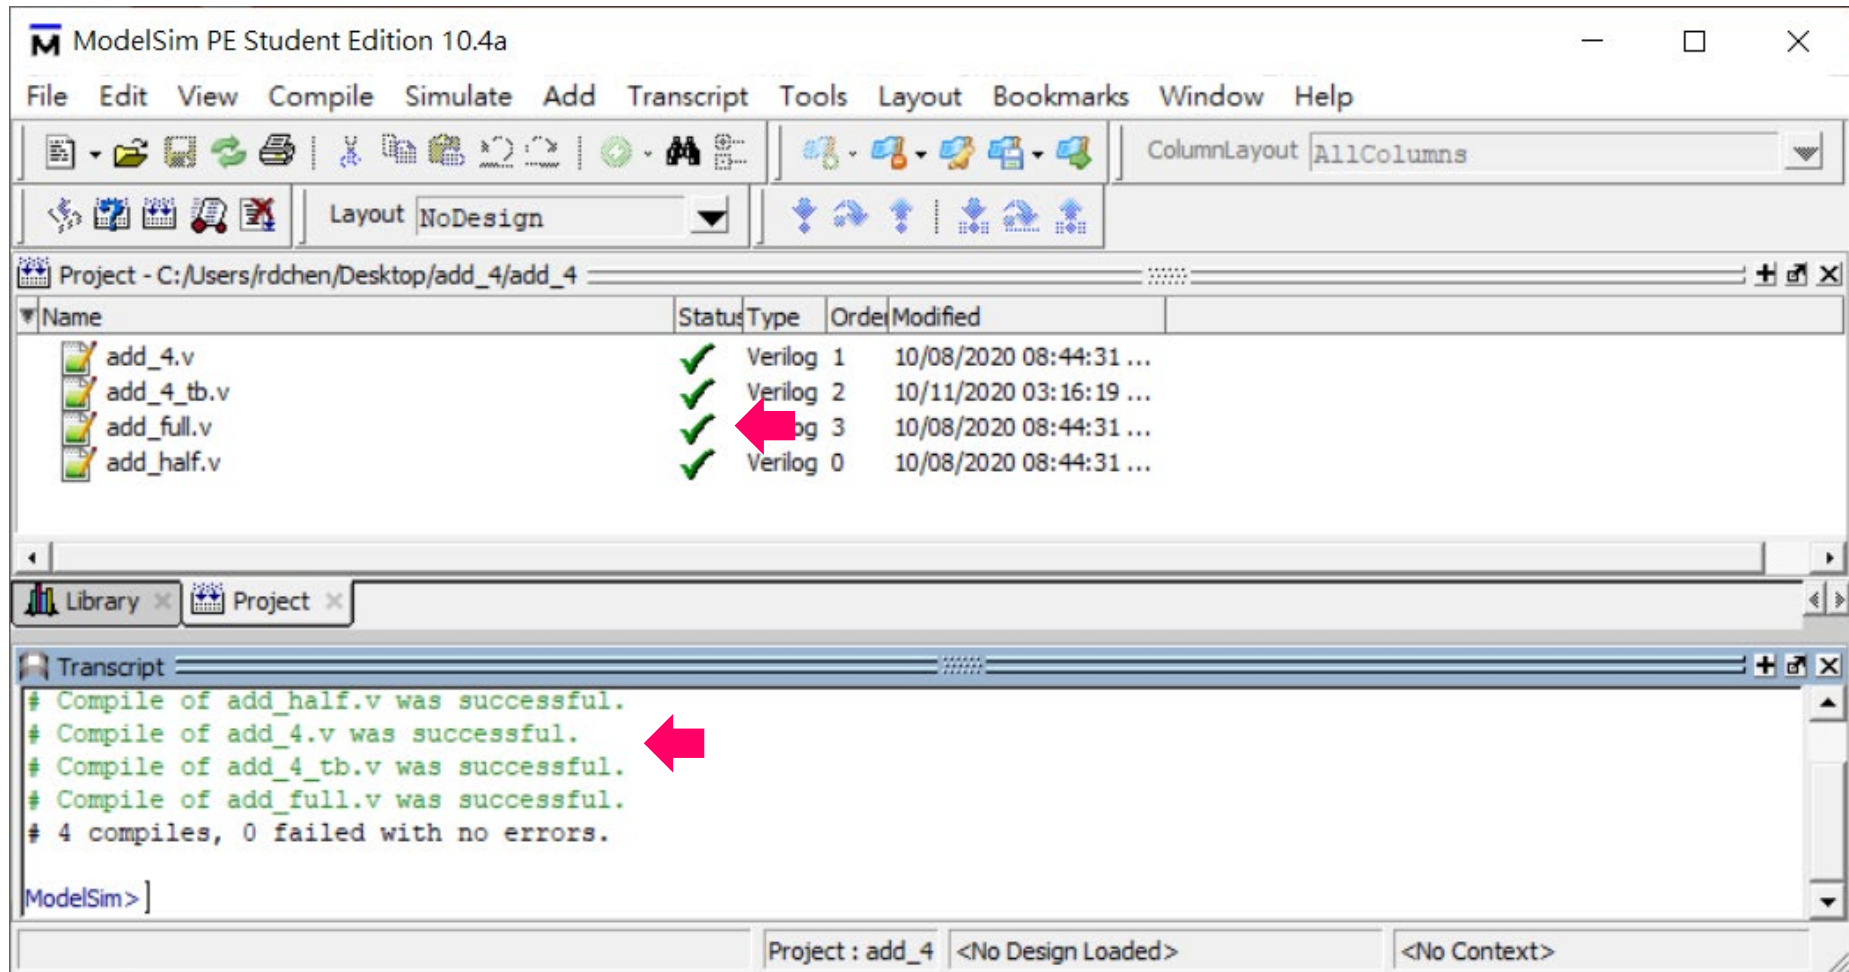 ModelSim PE Student Edition 10.4a
File Edit View Compile Simulate Add Transcript Tools Layout Bookmarks Window Help
ColumnLayout AllColumns
Layout NoDesign
Project - C:/Users/rdchen/Desktop/add_4/add_4
Name Status Type Order Modified
add_4.v Verilog 1 10/08/2020 08:44:31 ...
add_4_tb.v Verilog 2 10/11/2020 03:16:19 ...
add_full.v og 3 10/08/2020 08:44:31 ...
add_half.v Verilog 0 10/08/2020 08:44:31 ...
Library Project
Transcript
# Compile of add_half.v was successful.
# Compile of add_4.v was successful.
# Compile of add_4_tb.v was successful.
# Compile of add_full.v was successful.
# 4 compiles, 0 failed with no errors.
ModelSim>
Project : add_4 <No Design Loaded> <No Context>